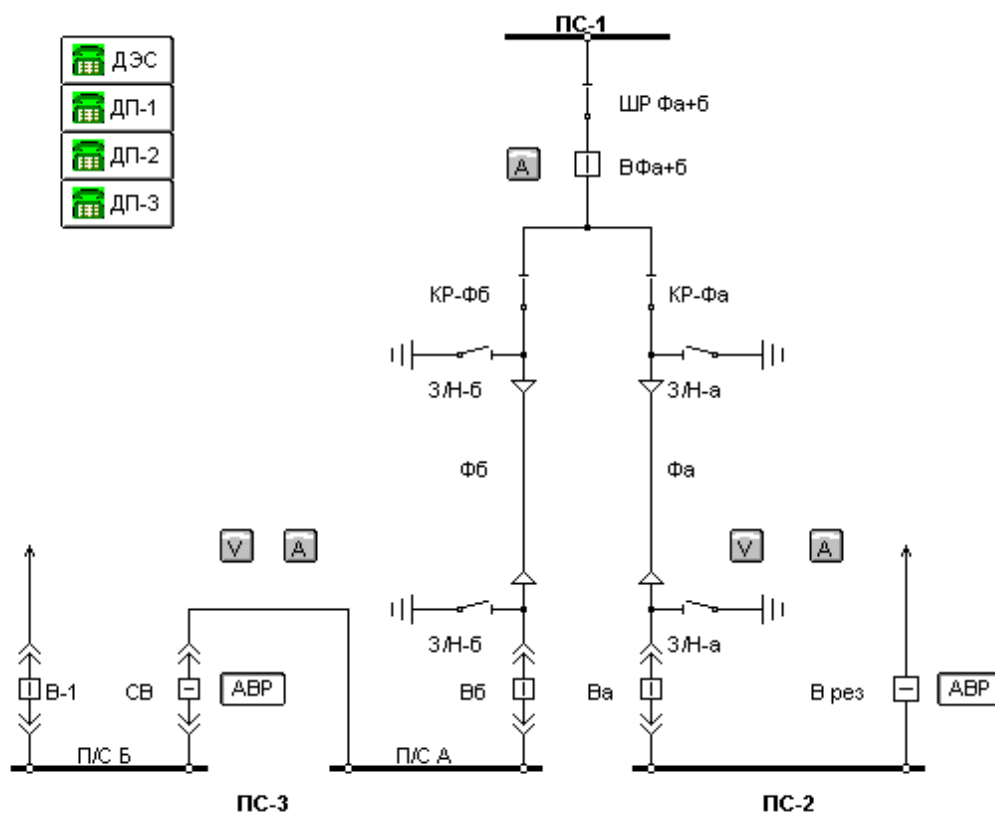 ПС-1
ДЭС
ДП-1
ДП-2
ДП-3
ШР Фа+б
А
ВФа+б
КР-Фб
КР-Фа
З/Н-б
З/Н-а
Фб
Фа
V
А
V
А
З/Н-б
З/Н-а
В-1
СВ
АВР
Вб
Ва
В рез
АВР
П/С Б
П/С А
ПС-3
ПС-2